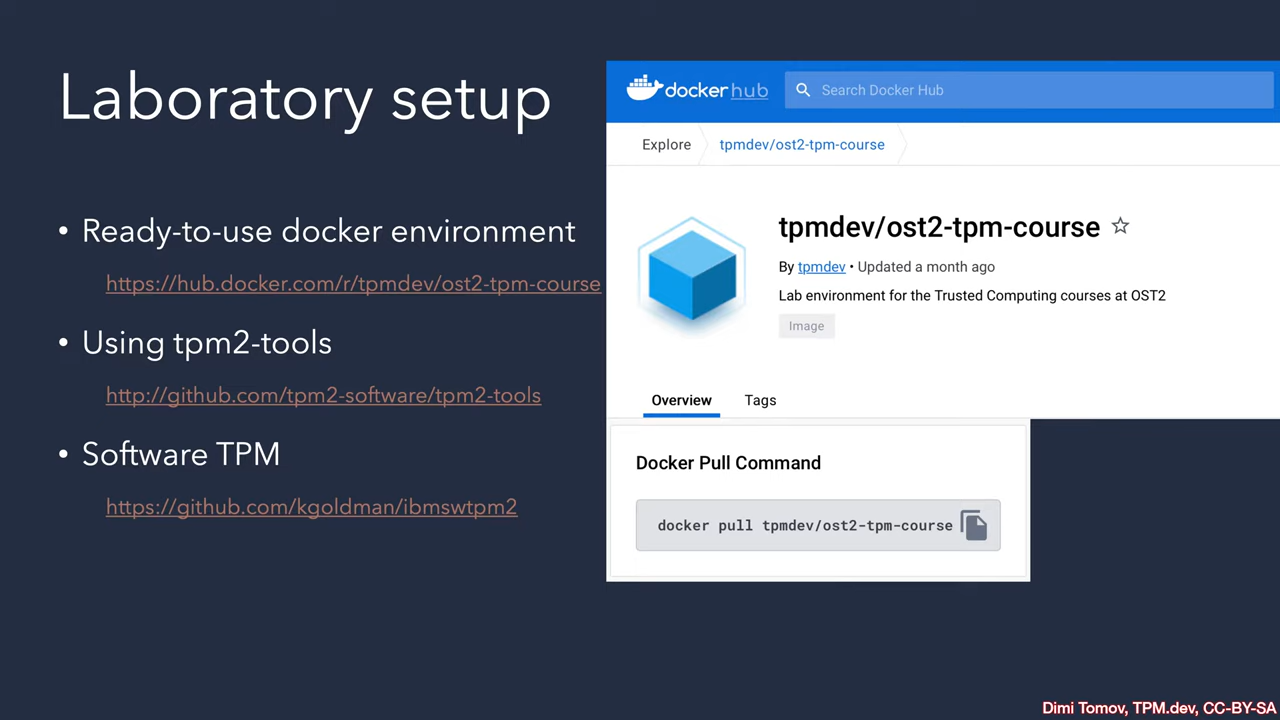 Laboratory setup
• Ready-to-use docker environment
https://hub.docker.com/r/tpmdev/ost2-tpm-course
• Using tpm2-tools
http://github.com/tpm2-software/tpm2-tools
• Software TPM
https://github.com/kgoldman/ibmswtpm2
docker hub
Search Docker Hub
Explore
tpmdev/ost2-tpm-course
tpmdev/ost2-tpm-course
By tpmdev • Updated a month ago
Lab environment for the Trusted Computing courses at OST2
Image
Overview
Tags
Docker Pull Command
docker pull tpmdev/ost2-tpm-course
Dimi Tomov, TPM.dev, CC-BY-SA